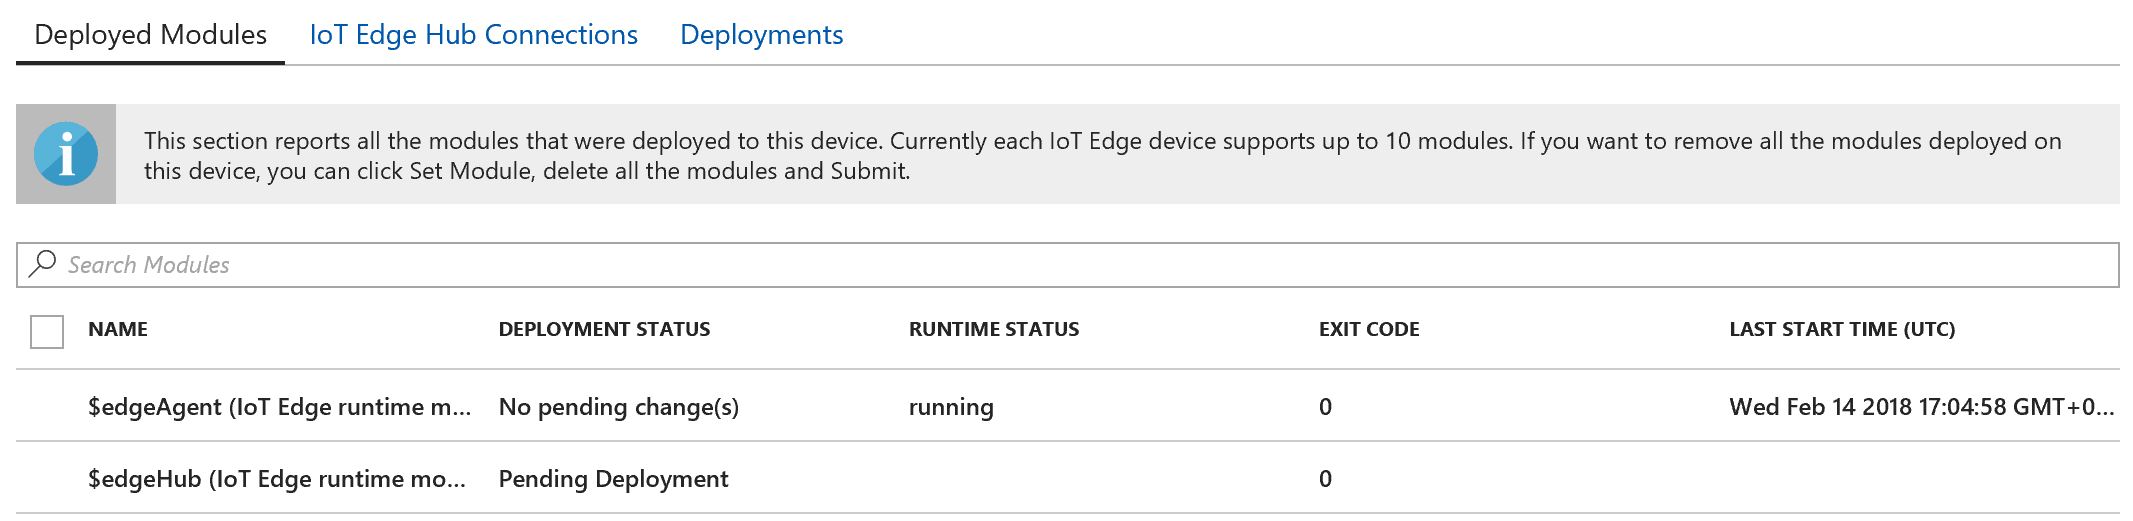 Deployed Modules IoT Edge Hub Connections Deployments
This section reports all the modules that were deployed to this device. Currently each IoT Edge device supports up to 10 modules. If you want to remove all the modules deployed on
this device, you can click Set Module, delete all the modules and Submit.
Search Modules
NAME DEPLOYMENT STATUS RUNTIME STATUS EXIT CODE LAST START TIME (UTC)
$edgeAgent (IoT Edge runtime m... No pending change(s) running 0 Wed Feb 14 2018 17:04:58 GMT+0...
$edgeHub (IoT Edge runtime mo... Pending Deployment 0